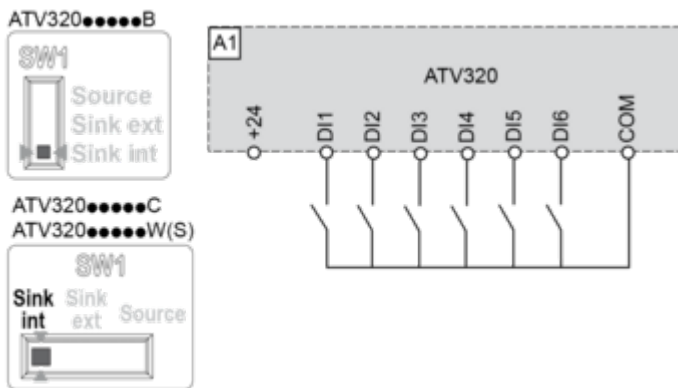 ATV320●●●●●B
SW1
Source
Sink ext
Sink int
ATV320●●●●●C
ATV320●●●●●W(S)
SW1
Sink int
Sink ext
Source
A1
ATV320
+24
DI1
DI2
DI3
DI4
DI5
DI6
COM